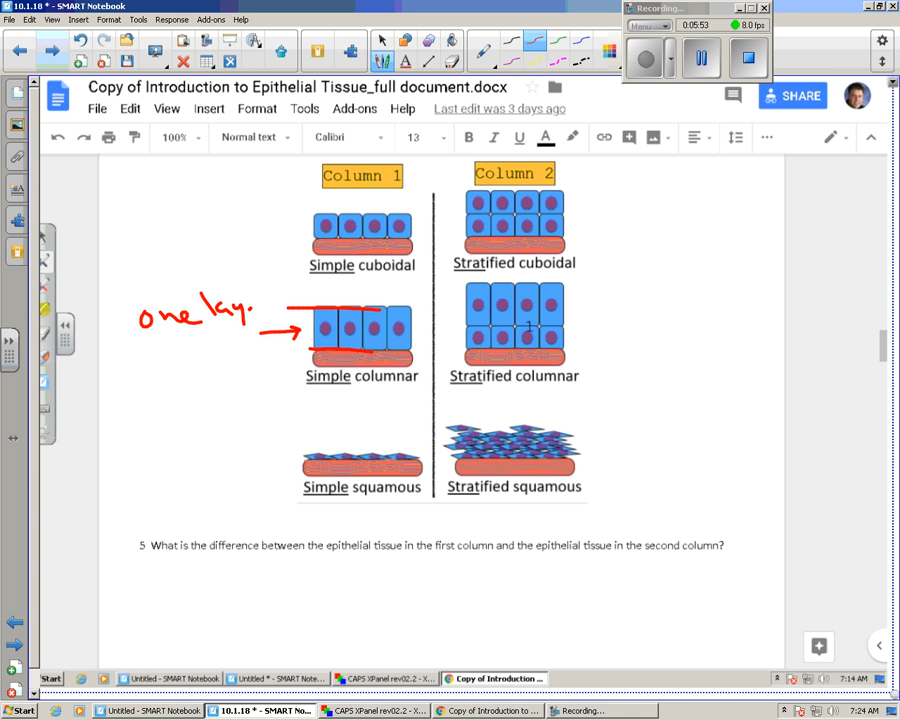 10.1.18 * - SMART Notebook
Recording...
File Edit View Insert Format Tools Response Add-ons Help
Menu
0:05:53
8.0 fps
Copy of Introduction to Epithelial Tissue_full document.docx
File Edit View Insert Format Tools Add-ons Help Last edit was 3 days ago
SHARE
100% Normal text Calibri 13 B I U A
Column 1 Column 2
Simple cuboidal Stratified cuboidal
one lay.
Simple columnar Stratified columnar
Simple squamous Stratified squamous
5 What is the difference between the epithelial tissue in the first column and the epithelial tissue in the second column?
Start Untitled - SMART Notebook Untitled * - SMART Note... CAPS XPanel rev02.2 - X... Copy of Introduction ... 7:14 AM
Start Untitled - SMART Notebook 10.1.18 * - SMART No... CAPS XPanel rev02.2 - X... Copy of Introduction to ... Recording... 7:24 AM